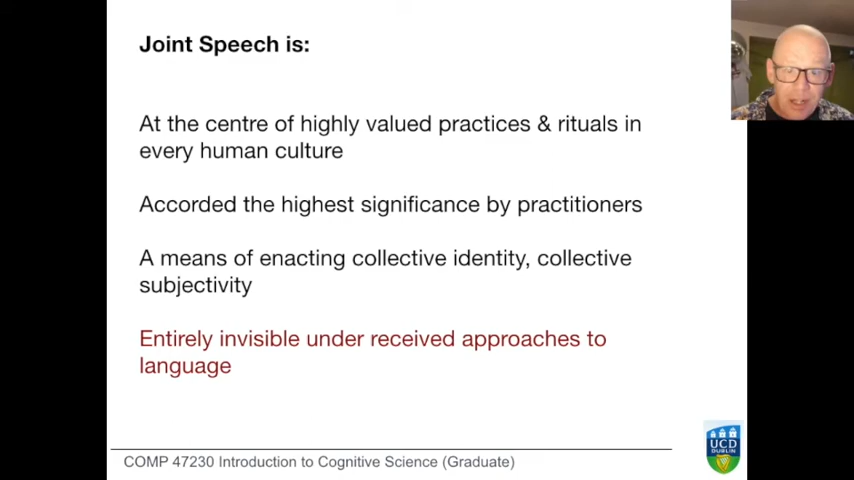 Joint Speech is:
At the centre of highly valued practices & rituals in
every human culture
Accorded the highest significance by practitioners
A means of enacting collective identity, collective
subjectivity
Entirely invisible under received approaches to
language
UCD
DUBLIN
COMP 47230 Introduction to Cognitive Science (Graduate)